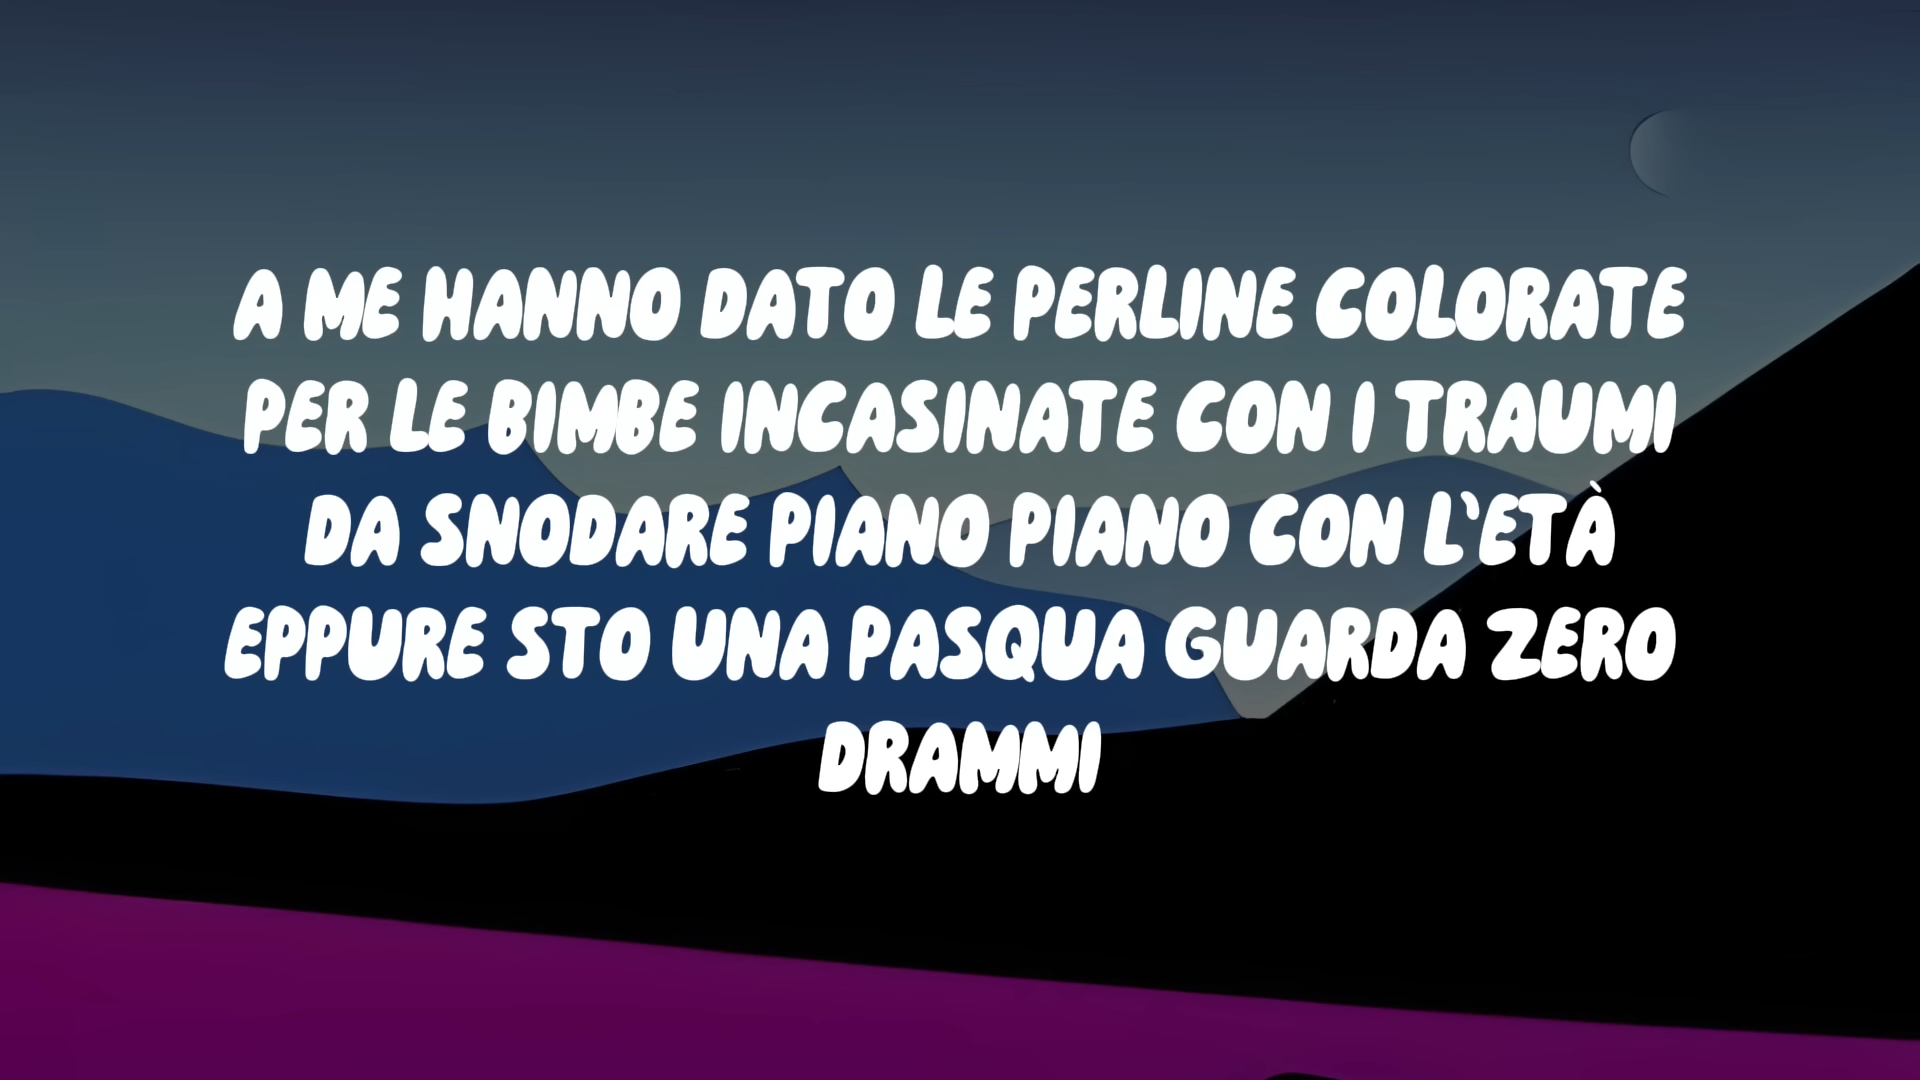 A ME HANNO DATO LE PERLINE COLORATE
PER LE BIMBE INCASINATE CON I TRAUMI
DA SNODARE PIANO PIANO CON L'ETÀ
EPPURE STO UNA PASQUA GUARDA ZERO
DRAMMI